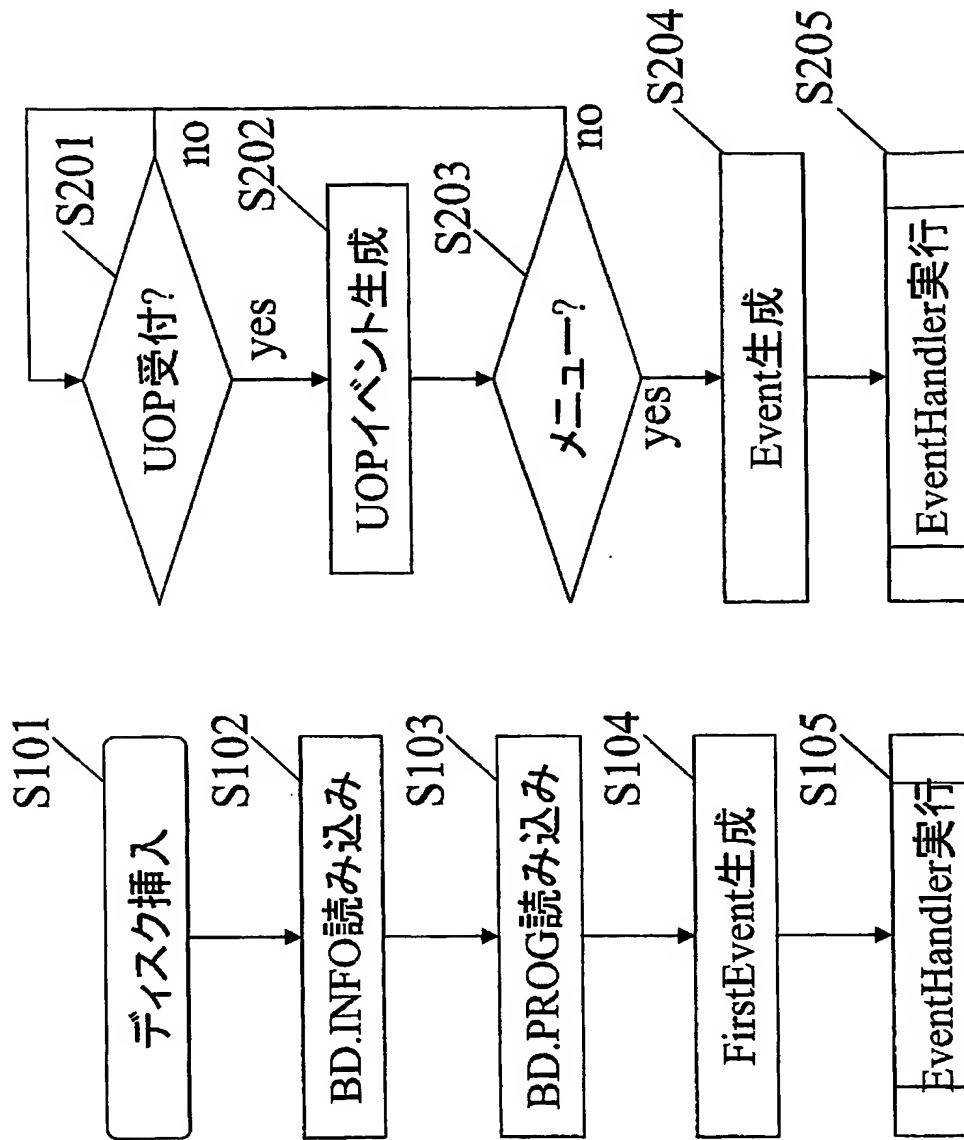 S101
ディスク挿入
S102
BD.INFO読み込み
S103
BD.PROG読み込み
S104
FirstEvent生成
S105
EventHandler実行
S201
UOP受付?
no
yes
S202
UOPイベント生成
S203
メニュー?
no
yes
S204
Event生成
S205
EventHandler実行